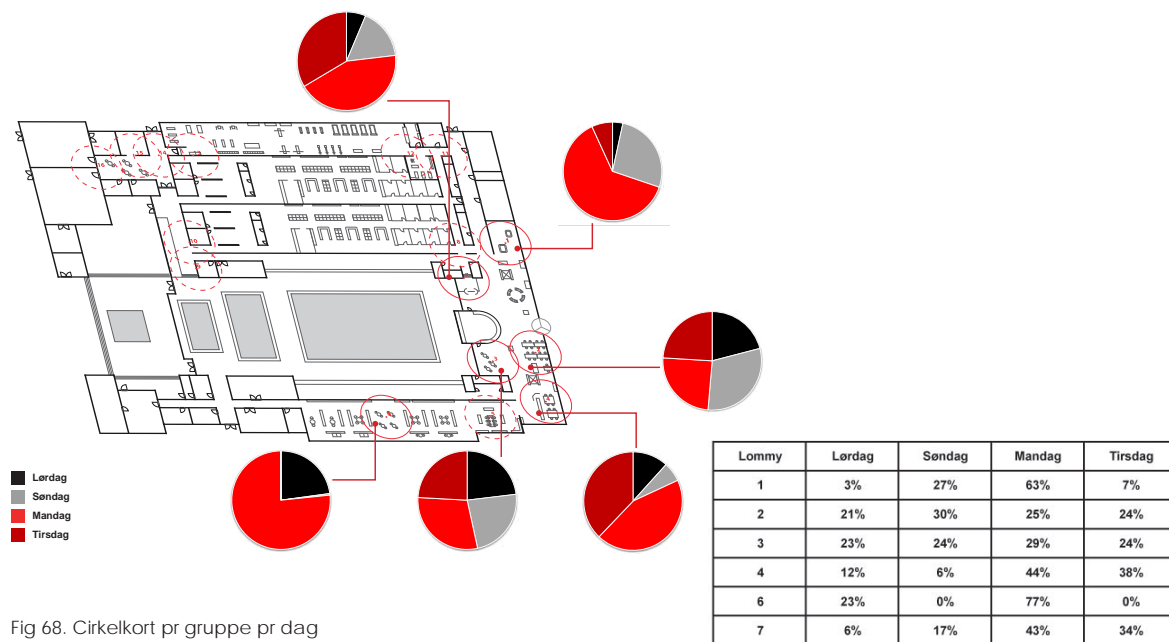 Lørdag
Søndag
Mandag
Tirsdag
Fig 68. Cirkelkort pr gruppe pr dag
Lommy Lørdag Søndag Mandag Tirsdag
1 3% 27% 63% 7%
2 21% 30% 25% 24%
3 23% 24% 29% 24%
4 12% 6% 44% 38%
6 23% 0% 77% 0%
7 6% 17% 43% 34%